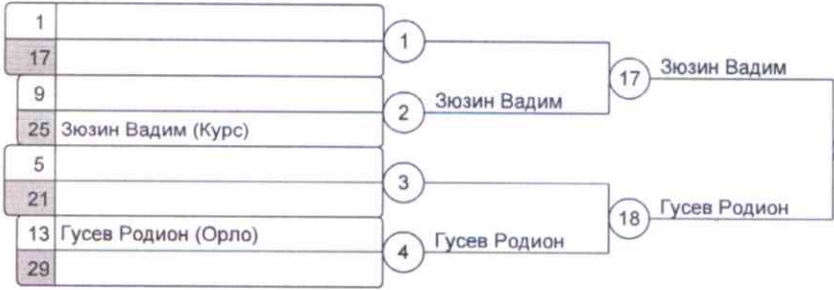 1
17
1
9
25 Зюзин Вадим (Курс)
2 Зюзин Вадим
17 Зюзин Вадим
5
21
3
13 Гусев Родион (Орло)
29
4 Гусев Родион
18 Гусев Родион